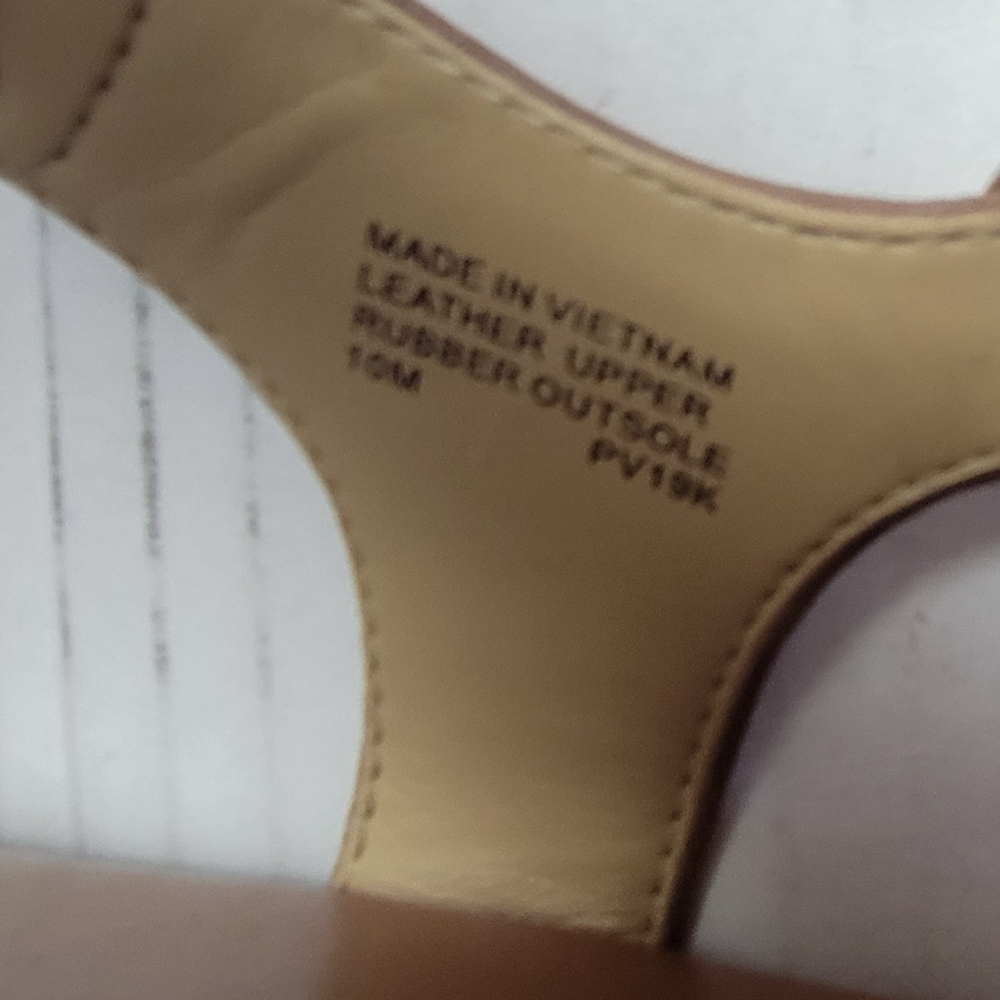 MADE IN VIETNAM
LEATHER UPPER
RUBBER OUTSOLE
10M
PV19K